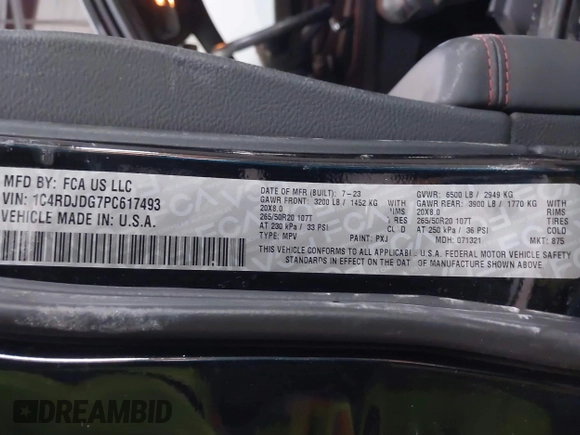 MFD BY: FCA US LLC
VIN: 1C4RDJDG7PC617493
VEHICLE MADE IN: U.S.A.
DATE OF MFR (BUILT): 7-23 GVWR: 6500 LB / 2949 KG
GAWR FRONT: 3200 LB / 1452 KG WITH GAWR REAR: 3900 LB / 1770 KG WITH
20X8.0 RIMS 20X8.0 RIMS
265/50R20 107T TIRES 265/50R20 107T TIRES
AT 230 kPa / 33 PSI COLD AT 250 kPa / 36 PSI COLD
TYPE: MPV PAINT: PXJ MDH: 071321 MKT: 875
THIS VEHICLE CONFORMS TO ALL APPLICABLE U.S.A. FEDERAL MOTOR VEHICLE SAFETY
STANDARDS IN EFFECT ON THE DATE OF MANUFACTURE SHOWN ABOVE.
DREAMBID